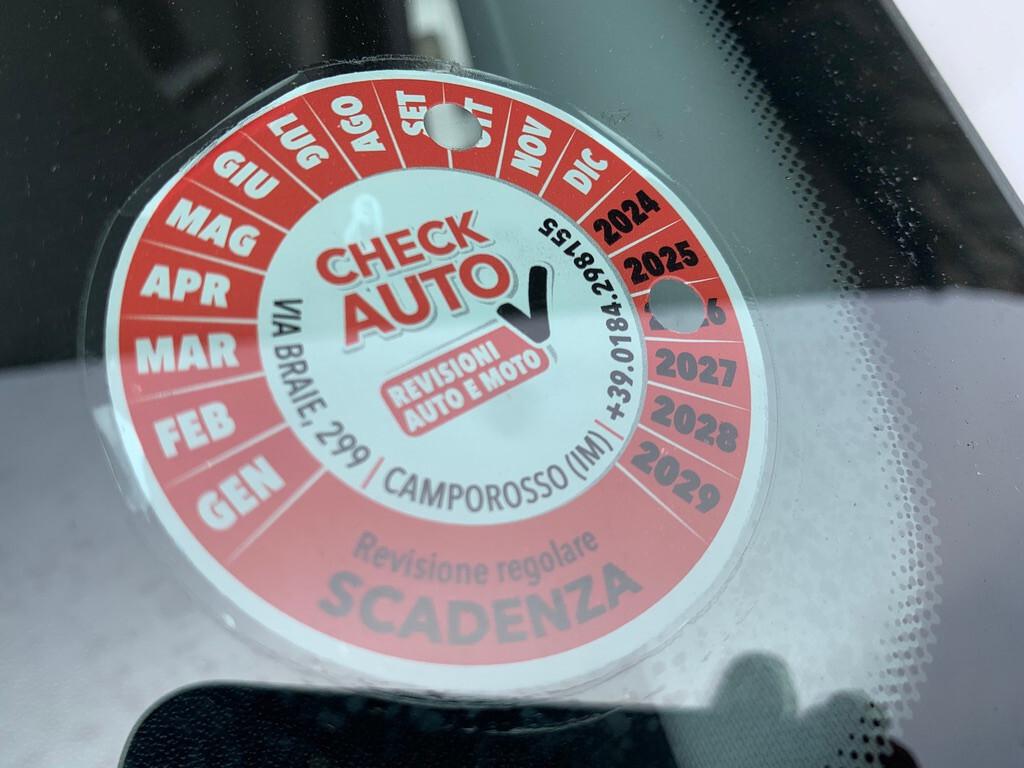 GEN
FEB
MAR
APR
MAG
GIU
LUG
AGO
SET
NOV
DIC
2024
2025
2027
2028
2029
CHECK
AUTO
REVISIONI
AUTO E MOTO
VIA BRAIE, 299 | CAMPOROSSO (IM) | +39.0184.298155
Revisione regolare
SCADENZA